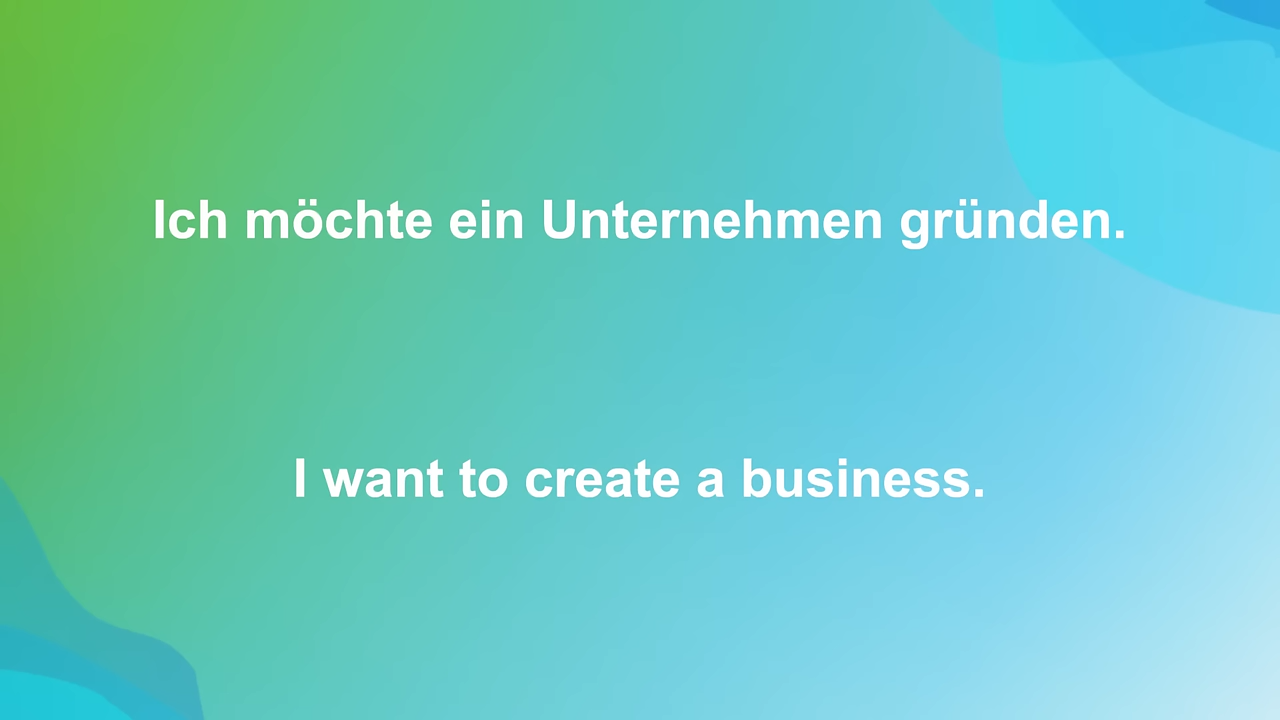 Ich möchte ein Unternehmen gründen.
I want to create a business.